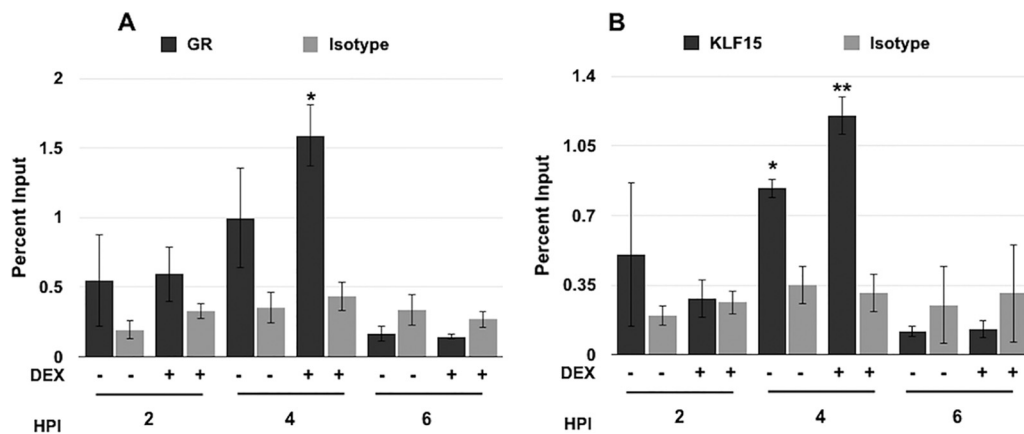 A
GR Isotype
Percent Input
2
1.5
1
0.5
0
*
DEX - - + + - - + + - - + +
HPI 2 4 6
B
KLF15 Isotype
Percent Input
1.4
1.05
0.7
0.35
0
*
**
DEX - - + + - - + + - - + +
HPI 2 4 6